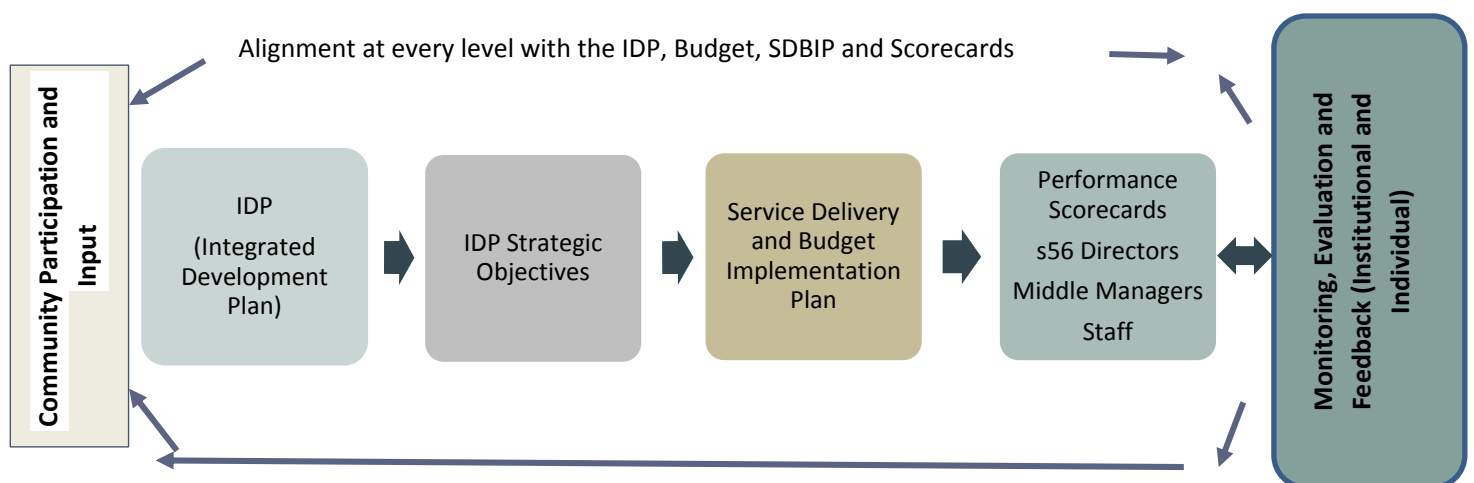 Alignment at every level with the IDP, Budget, SDBIP and Scorecards
Community Participation and
Input
IDP
(Integrated
Development
Plan)
IDP Strategic
Objectives
Service Delivery
and Budget
Implementation
Plan
Performance
Scorecards
s56 Directors
Middle Managers
Staff
Monitoring, Evaluation and
Feedback (Institutional and
Individual)